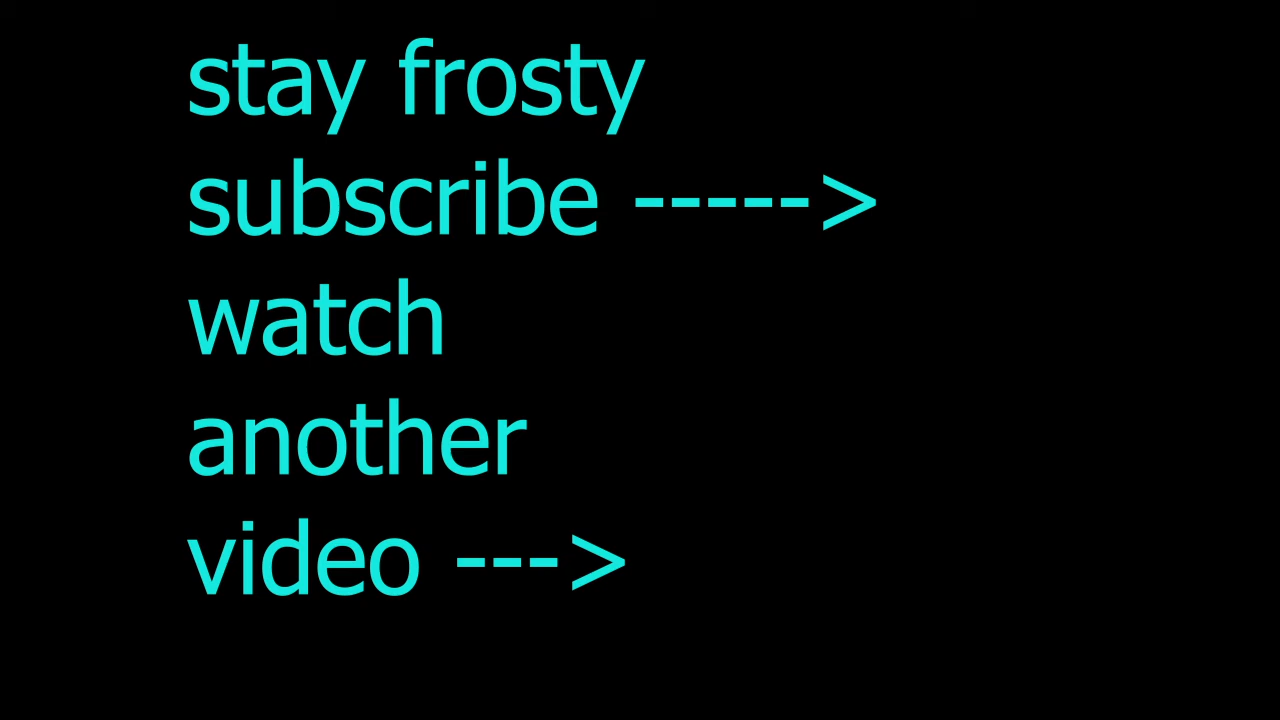 stay frosty
subscribe ----->
watch
another
video --->